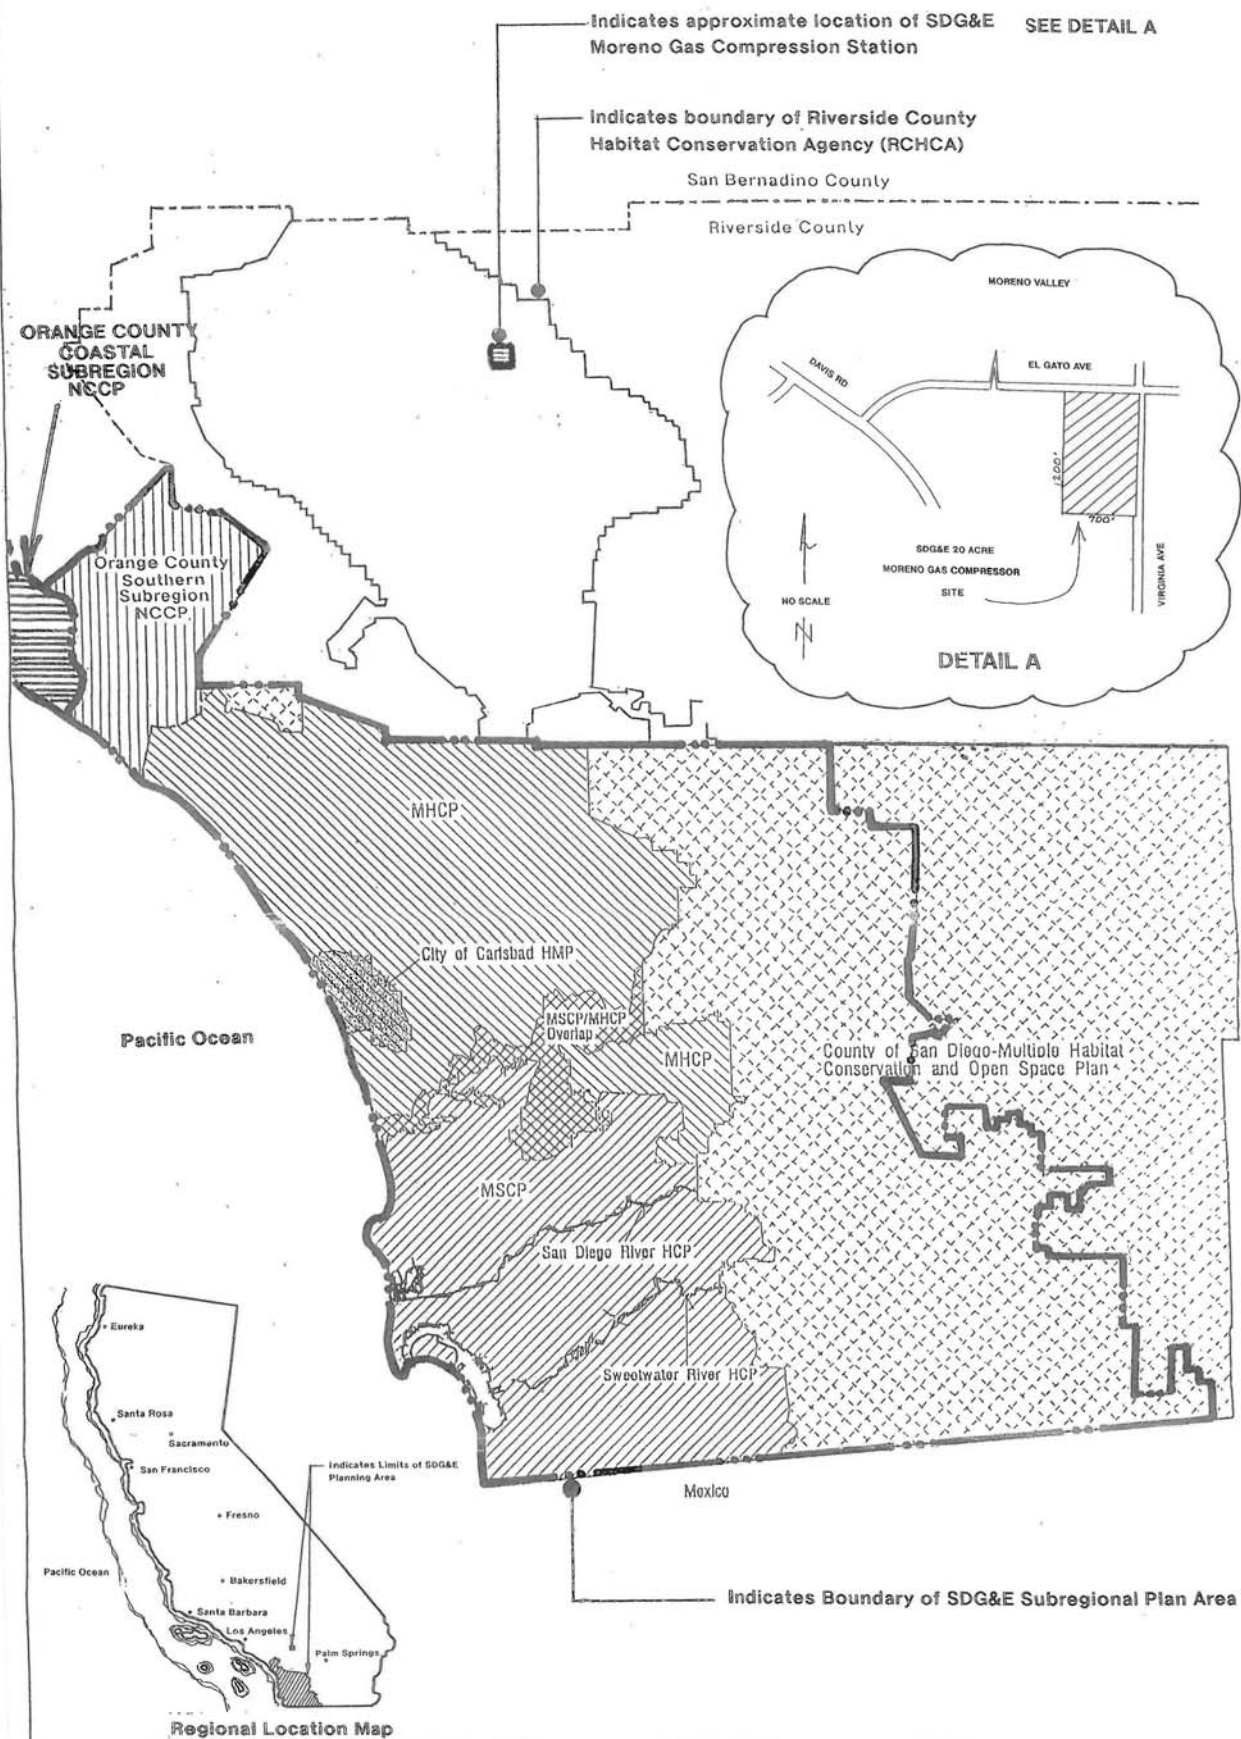 Indicates approximate location of SDG&E
Moreno Gas Compression Station
SEE DETAIL A
Indicates boundary of Riverside County
Habitat Conservation Agency (RCHCA)
San Bernadino County
Riverside County
ORANGE COUNTY
COASTAL
SUBREGION
NCCP
MORENO VALLEY
DAVIS RD
EL GATO AVE
1200'
700'
SDG&E 20 ACRE
MORENO GAS COMPRESSOR
SITE
VIRGINIA AVE
NO SCALE
N
DETAIL A
Orange County
Southern
Subregion
NCCP
MHCP
City of Carlsbad HMP
MSCP/MHCP
Overlap
MHCP
Pacific Ocean
County of San Diego-Multiple Habitat
Conservation and Open Space Plan
MSCP
San Diego River HCP
Sweetwater River HCP
Mexico
Indicates Boundary of SDG&E Subregional Plan Area
Eureka
Santa Rosa
Sacramento
San Francisco
Indicates Limits of SDG&E
Planning Area
Fresno
Pacific Ocean
Bakersfield
Santa Barbara
Los Angeles
Palm Springs
Regional Location Map